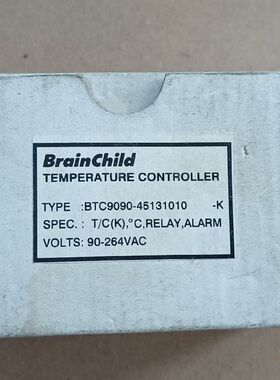 BrainChild
TEMPERATURE CONTROLLER
TYPE :BTC9090-45131010 -K
SPEC. : T/C(K),°C,RELAY,ALARM
VOLTS: 90-264VAC